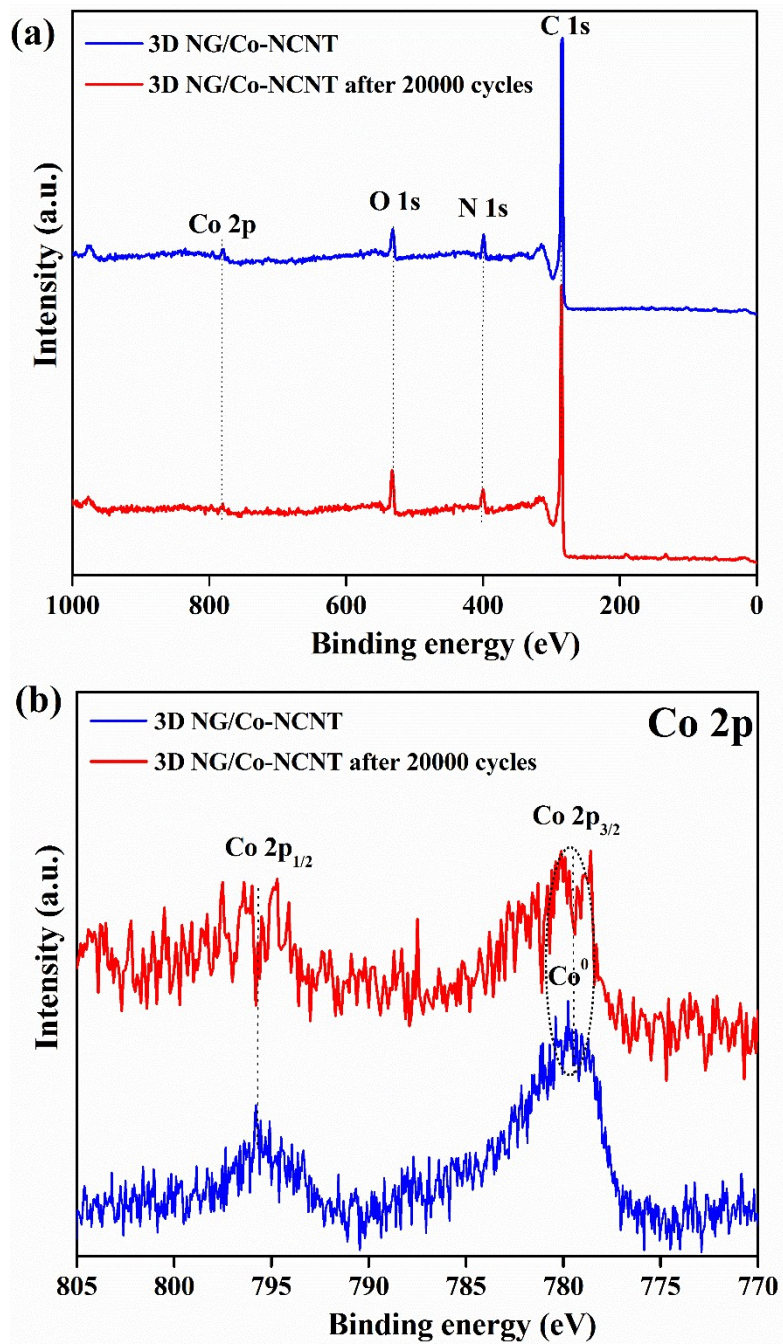 (a)
3D NG/Co-NCNT
3D NG/Co-NCNT after 20000 cycles
C 1s
O 1s
N 1s
Co 2p
Intensity (a.u.)
1000 800 600 400 200 0
Binding energy (eV)
(b)
3D NG/Co-NCNT
3D NG/Co-NCNT after 20000 cycles
Co 2p
Co 2p3/2
Co 2p1/2
Co⁰
Intensity (a.u.)
805 800 795 790 785 780 775 770
Binding energy (eV)